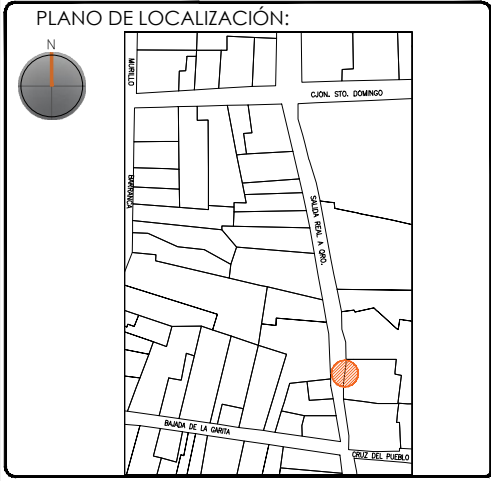 PLANO DE LOCALIZACIÓN:
N
MURILLO
CJON. STO. DOMINGO
BARRANCA
SALIDA REAL A QRO.
BAJADA DE LA GARITA
CRUZ DEL PUEBLO